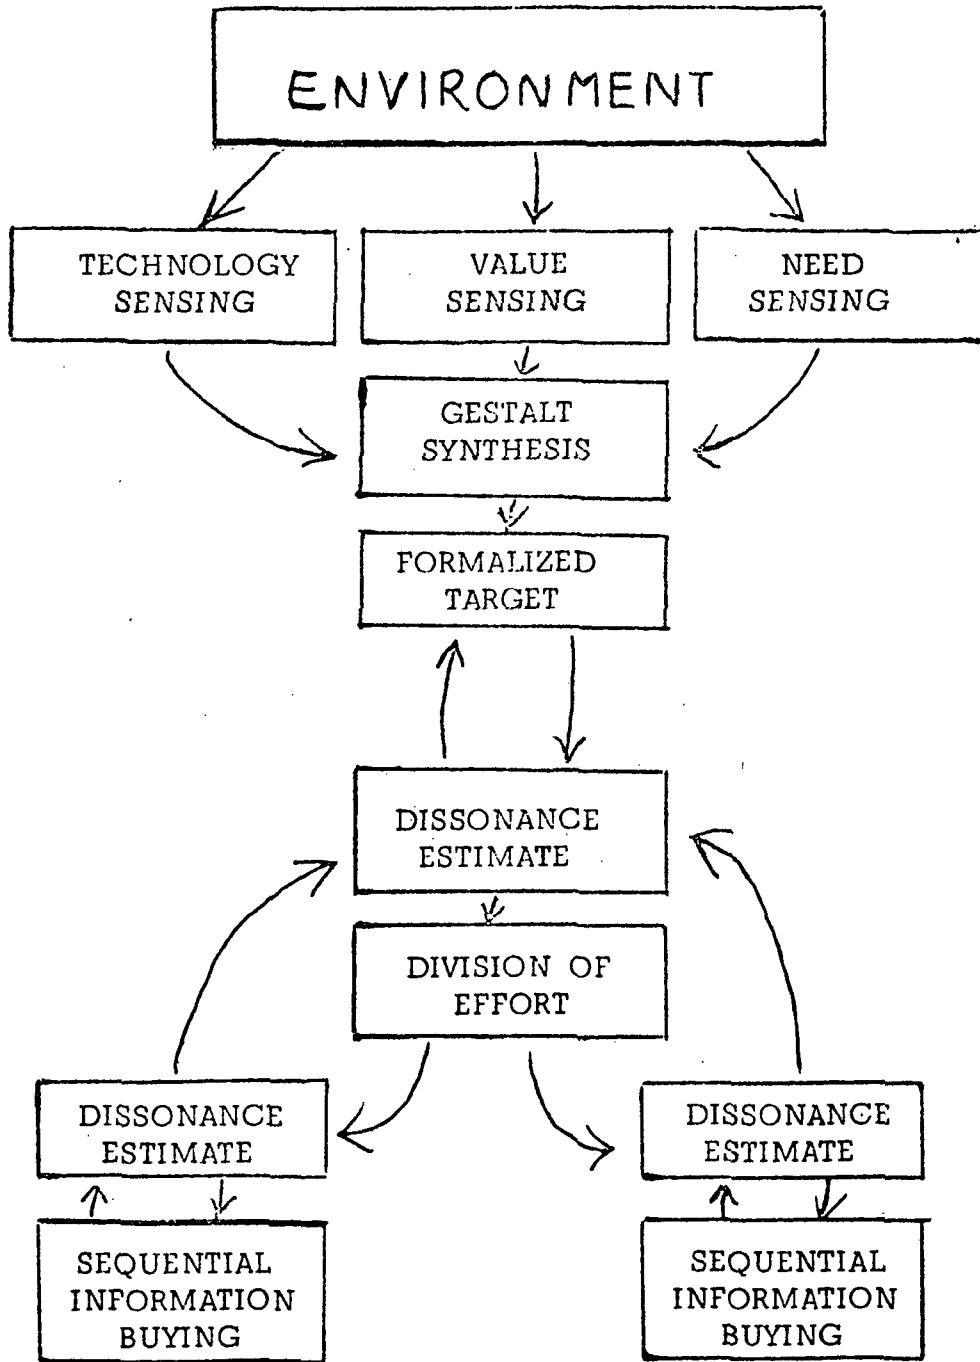 ENVIRONMENT
TECHNOLOGY
SENSING
VALUE
SENSING
NEED
SENSING
GESTALT
SYNTHESIS
FORMALIZED
TARGET
DISSONANCE
ESTIMATE
DIVISION OF
EFFORT
DISSONANCE
ESTIMATE
DISSONANCE
ESTIMATE
SEQUENTIAL
INFORMATION
BUYING
SEQUENTIAL
INFORMATION
BUYING